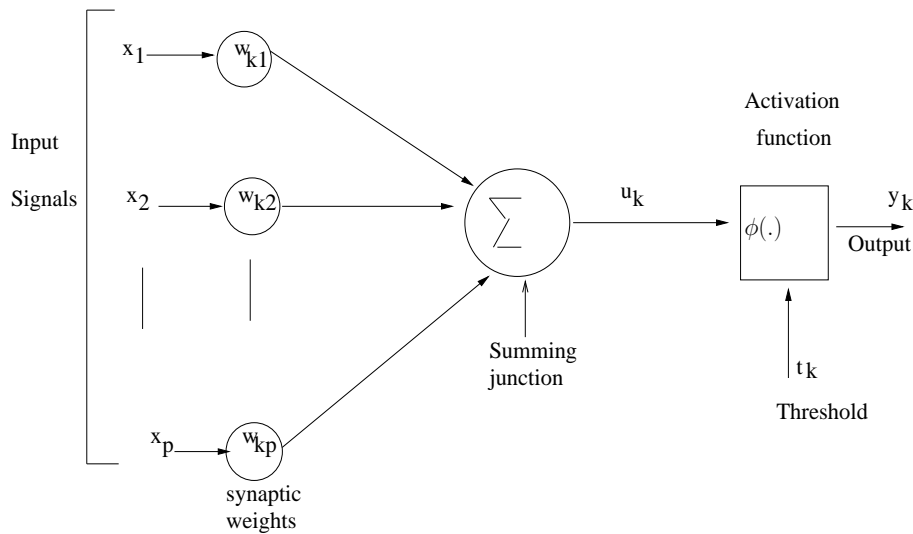 Input
Signals
x1
wk1
x2
wk2
xp
wkp
synaptic
weights
∑
Summing
junction
uk
Activation
function
ϕ(.)
yk
Output
tk
Threshold